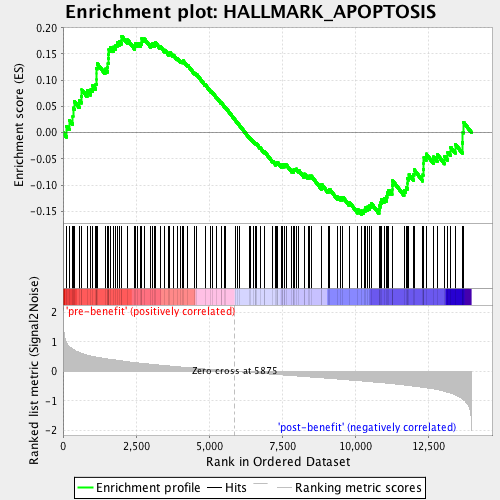 Enrichment plot: HALLMARK_APOPTOSIS
Enrichment score (ES)
0.20
0.15
0.10
0.05
0.00
-0.05
-0.10
-0.15
'pre-benefit' (positively correlated)
Ranked list metric (Signal2Noise)
2
1
0
-1
-2
Zero cross at 5875
'post-benefit' (negatively correlated)
0 2,500 5,000 7,500 10,000 12,500
Rank in Ordered Dataset
Enrichment profile Hits Ranking metric scores